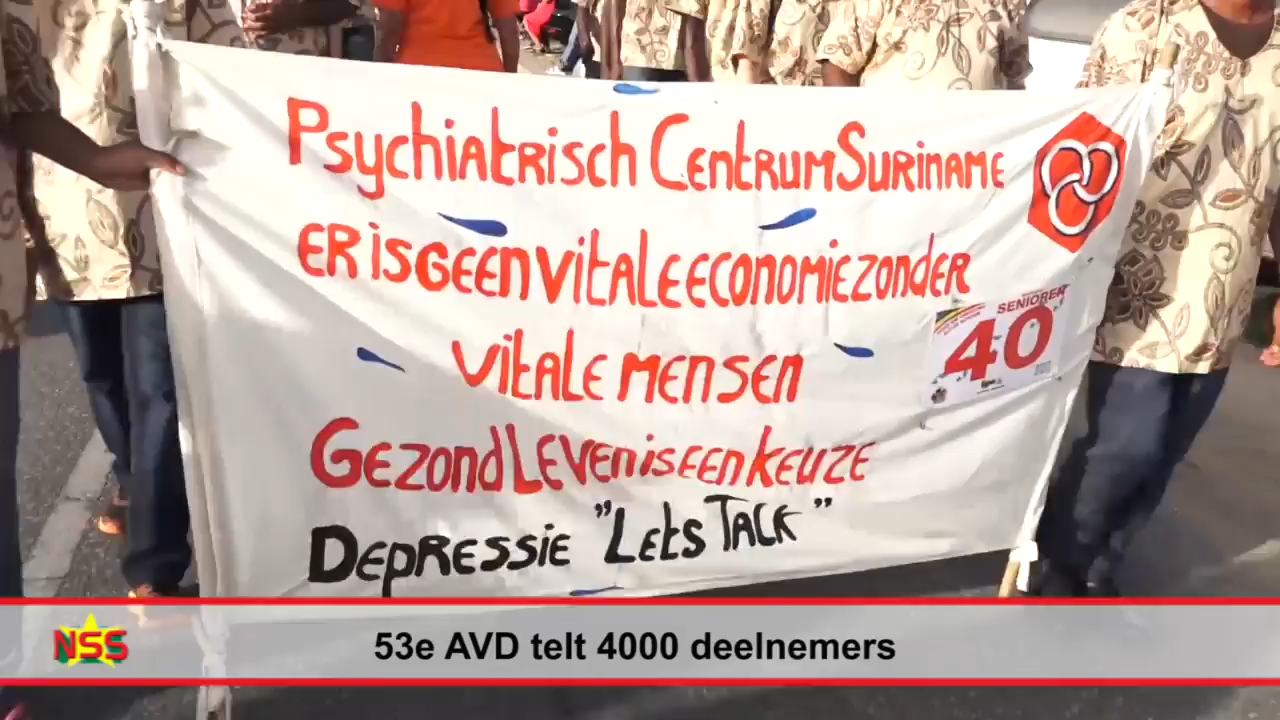 Psychiatrisch Centrum Suriname
ER is GEEN vitale economie zonder
vitale mensen
Gezond Leven is een keuze
Depressie "Lets Talk"
SENIOREN
40
NSS
53e AVD telt 4000 deelnemers